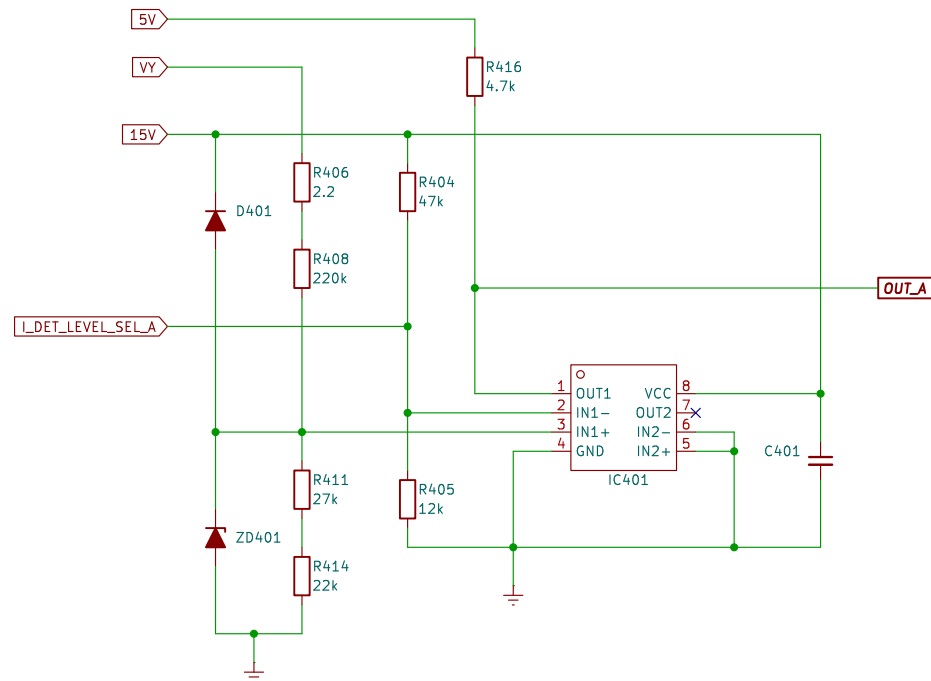 5V
R416
4.7k
VY
15V
R406
2.2
R404
47k
D401
R408
220k
OUT_A
I_DET_LEVEL_SEL_A
1 OUT1 VCC 8
2 IN1- OUT2 7
3 IN1+ IN2- 6
4 GND IN2+ 5
IC401
C401
R411
27k
R405
12k
ZD401
R414
22k